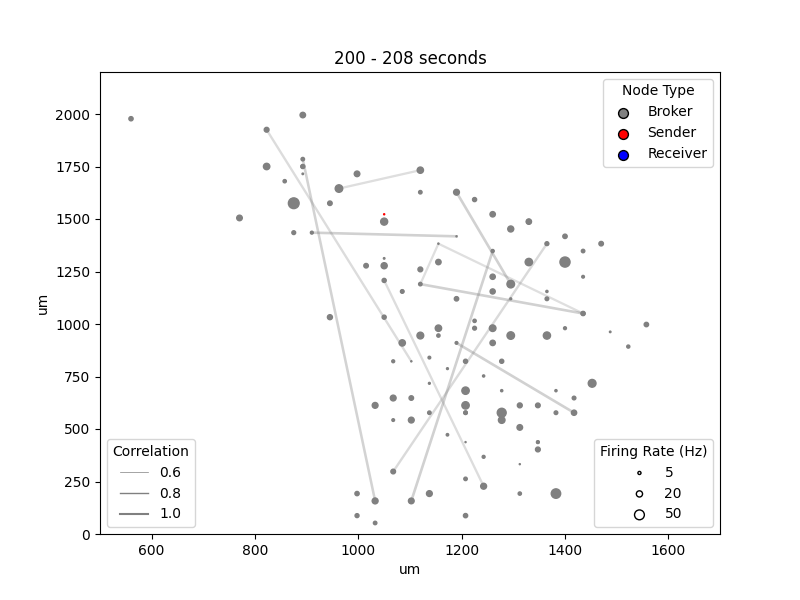 200 - 208 seconds
Node Type
Broker
Sender
Receiver
2000
1750
1500
1250
1000
750
500
250
0
um
Correlation
0.6
0.8
1.0
Firing Rate (Hz)
5
20
50
600
800
1000
1200
1400
1600
um